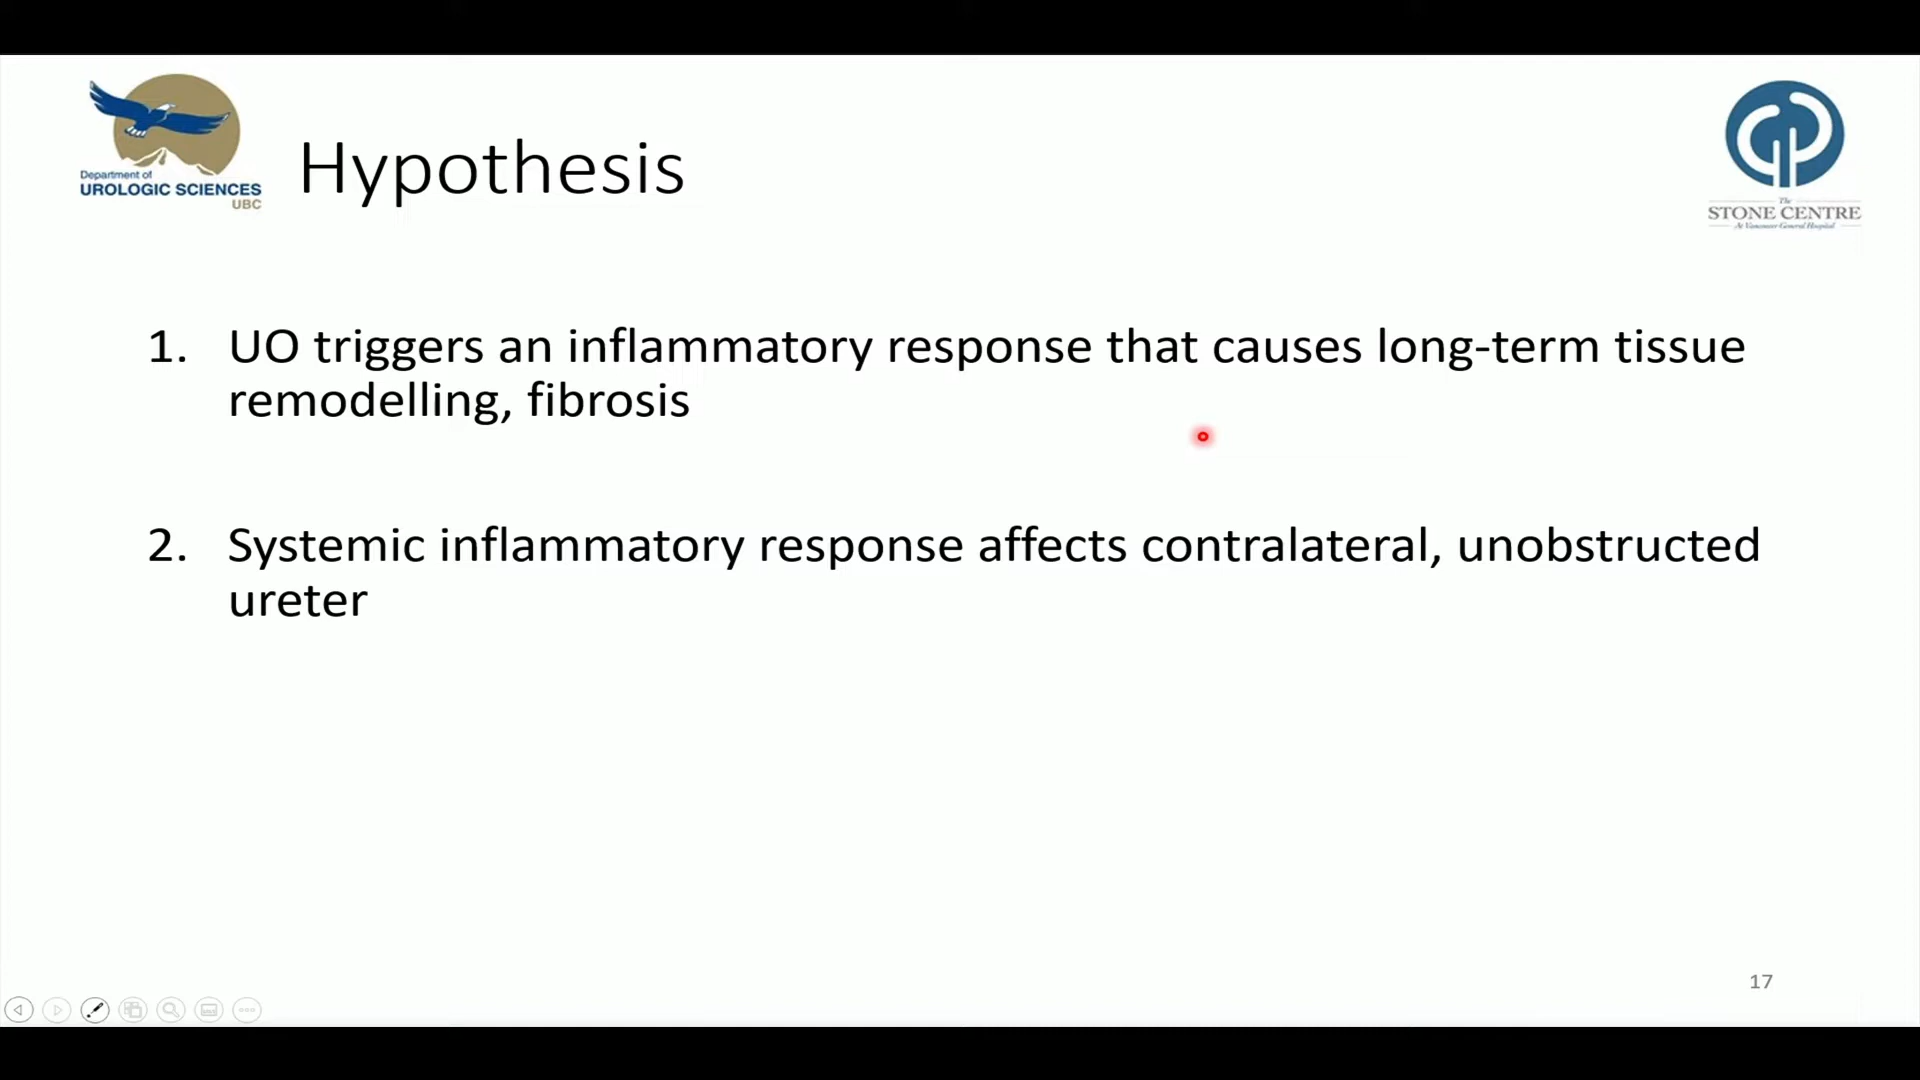 Department of
UROLOGIC SCIENCES
UBC
Hypothesis
The
STONE CENTRE
At Vancouver General Hospital
1. UO triggers an inflammatory response that causes long-term tissue
remodelling, fibrosis
2. Systemic inflammatory response affects contralateral, unobstructed
ureter
17